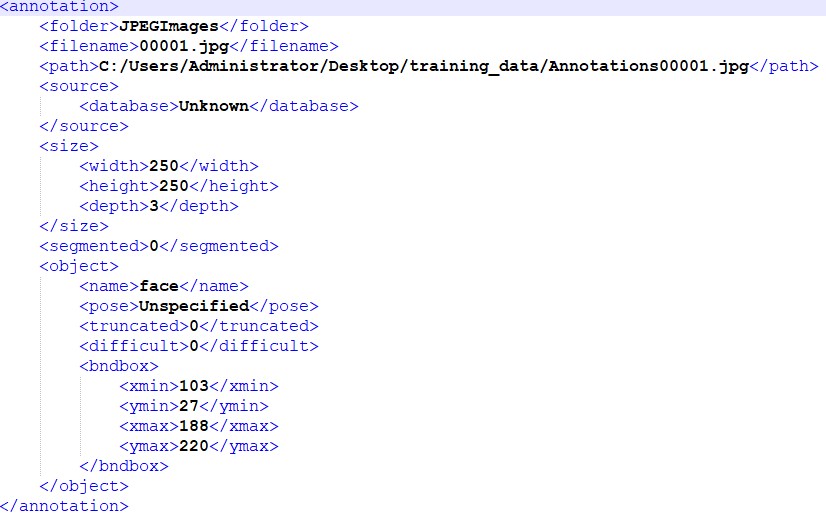 <annotation>
<folder>JPEGImages</folder>
<filename>00001.jpg</filename>
<path>C:/Users/Administrator/Desktop/training_data/Annotations00001.jpg</path>
<source>
<database>Unknown</database>
</source>
<size>
<width>250</width>
<height>250</height>
<depth>3</depth>
</size>
<segmented>0</segmented>
<object>
<name>face</name>
<pose>Unspecified</pose>
<truncated>0</truncated>
<difficult>0</difficult>
<bndbox>
<xmin>103</xmin>
<ymin>27</ymin>
<xmax>188</xmax>
<ymax>220</ymax>
</bndbox>
</object>
</annotation>